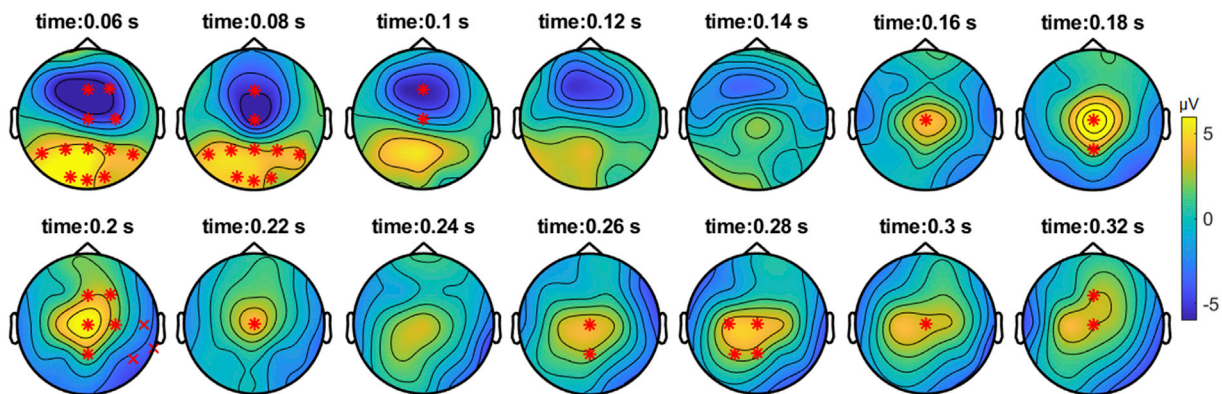 time:0.06 s time:0.08 s time:0.1 s time:0.12 s time:0.14 s time:0.16 s time:0.18 s
µV
5
0
-5
time:0.2 s time:0.22 s time:0.24 s time:0.26 s time:0.28 s time:0.3 s time:0.32 s